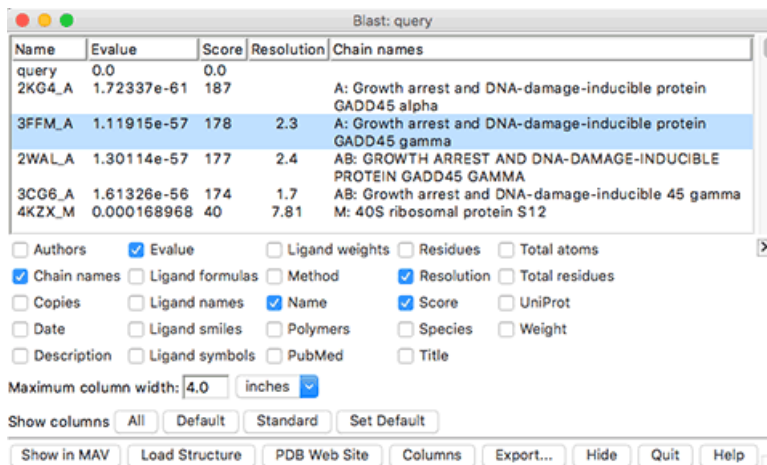 Blast: query
Name Evalue Score Resolution Chain names
query 0.0 0.0
2KG4_A 1.72337e-61 187 A: Growth arrest and DNA-damage-inducible protein
GADD45 alpha
3FFM_A 1.11915e-57 178 2.3 A: Growth arrest and DNA-damage-inducible protein
GADD45 gamma
2WAL_A 1.30114e-57 177 2.4 AB: GROWTH ARREST AND DNA-DAMAGE-INDUCIBLE
PROTEIN GADD45 GAMMA
3CG6_A 1.61326e-56 174 1.7 AB: Growth arrest and DNA-damage-inducible 45 gamma
4KZX_M 0.000168968 40 7.81 M: 40S ribosomal protein S12
Authors Evalue Ligand weights Residues Total atoms
Chain names Ligand formulas Method Resolution Total residues
Copies Ligand names Name Score UniProt
Date Ligand smiles Polymers Species Weight
Description Ligand symbols PubMed Title
Maximum column width: 4.0 inches
Show columns All Default Standard Set Default
Show in MAV Load Structure PDB Web Site Columns Export... Hide Quit Help